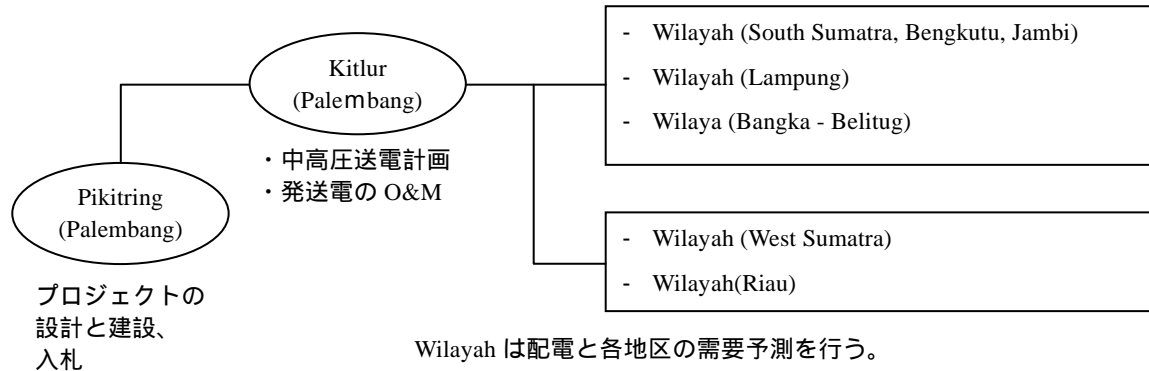 Kitlur
(Palembang)
・中高圧送電計画
・発送電の O&M
Pikitring
(Palembang)
プロジェクトの
設計と建設、
入札
- Wilayah (South Sumatra, Bengkutu, Jambi)
- Wilayah (Lampung)
- Wilaya (Bangka - Belitug)
- Wilayah (West Sumatra)
- Wilayah(Riau)
Wilayah は配電と各地区の需要予測を行う。